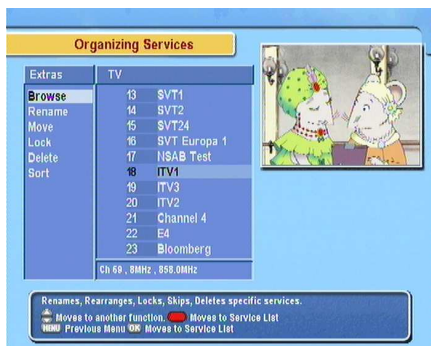 Organizing Services
Extras
TV
Browse
Rename
Move
Lock
Delete
Sort
13 SVT1
14 SVT2
15 SVT24
16 SVT Europa 1
17 NSAB Test
18 ITV1
19 ITV3
20 ITV2
21 Channel 4
22 E4
23 Bloomberg
Ch 69 , 8MHz , 858.0MHz
Renames, Rearranges, Locks, Skips, Deletes specific services.
Moves to another function. Moves to Service List
MENU Previous Menu OK Moves to Service List